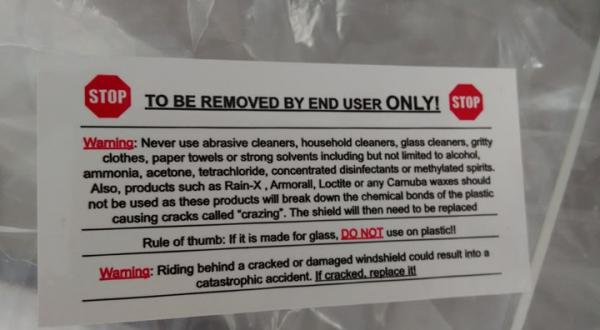 STOP TO BE REMOVED BY END USER ONLY! STOP
Warning: Never use abrasive cleaners, household cleaners, glass cleaners, gritty
clothes, paper towels or strong solvents including but not limited to alcohol,
ammonia, acetone, tetrachloride, concentrated disinfectants or methylated spirits.
Also, products such as Rain-X , Armorall, Loctite or any Carnuba waxes should
not be used as these products will break down the chemical bonds of the plastic
causing cracks called "crazing". The shield will then need to be replaced
Rule of thumb: If it is made for glass, DO NOT use on plastic!!
Warning: Riding behind a cracked or damaged windshield could result into a
catastrophic accident. If cracked, replace it!